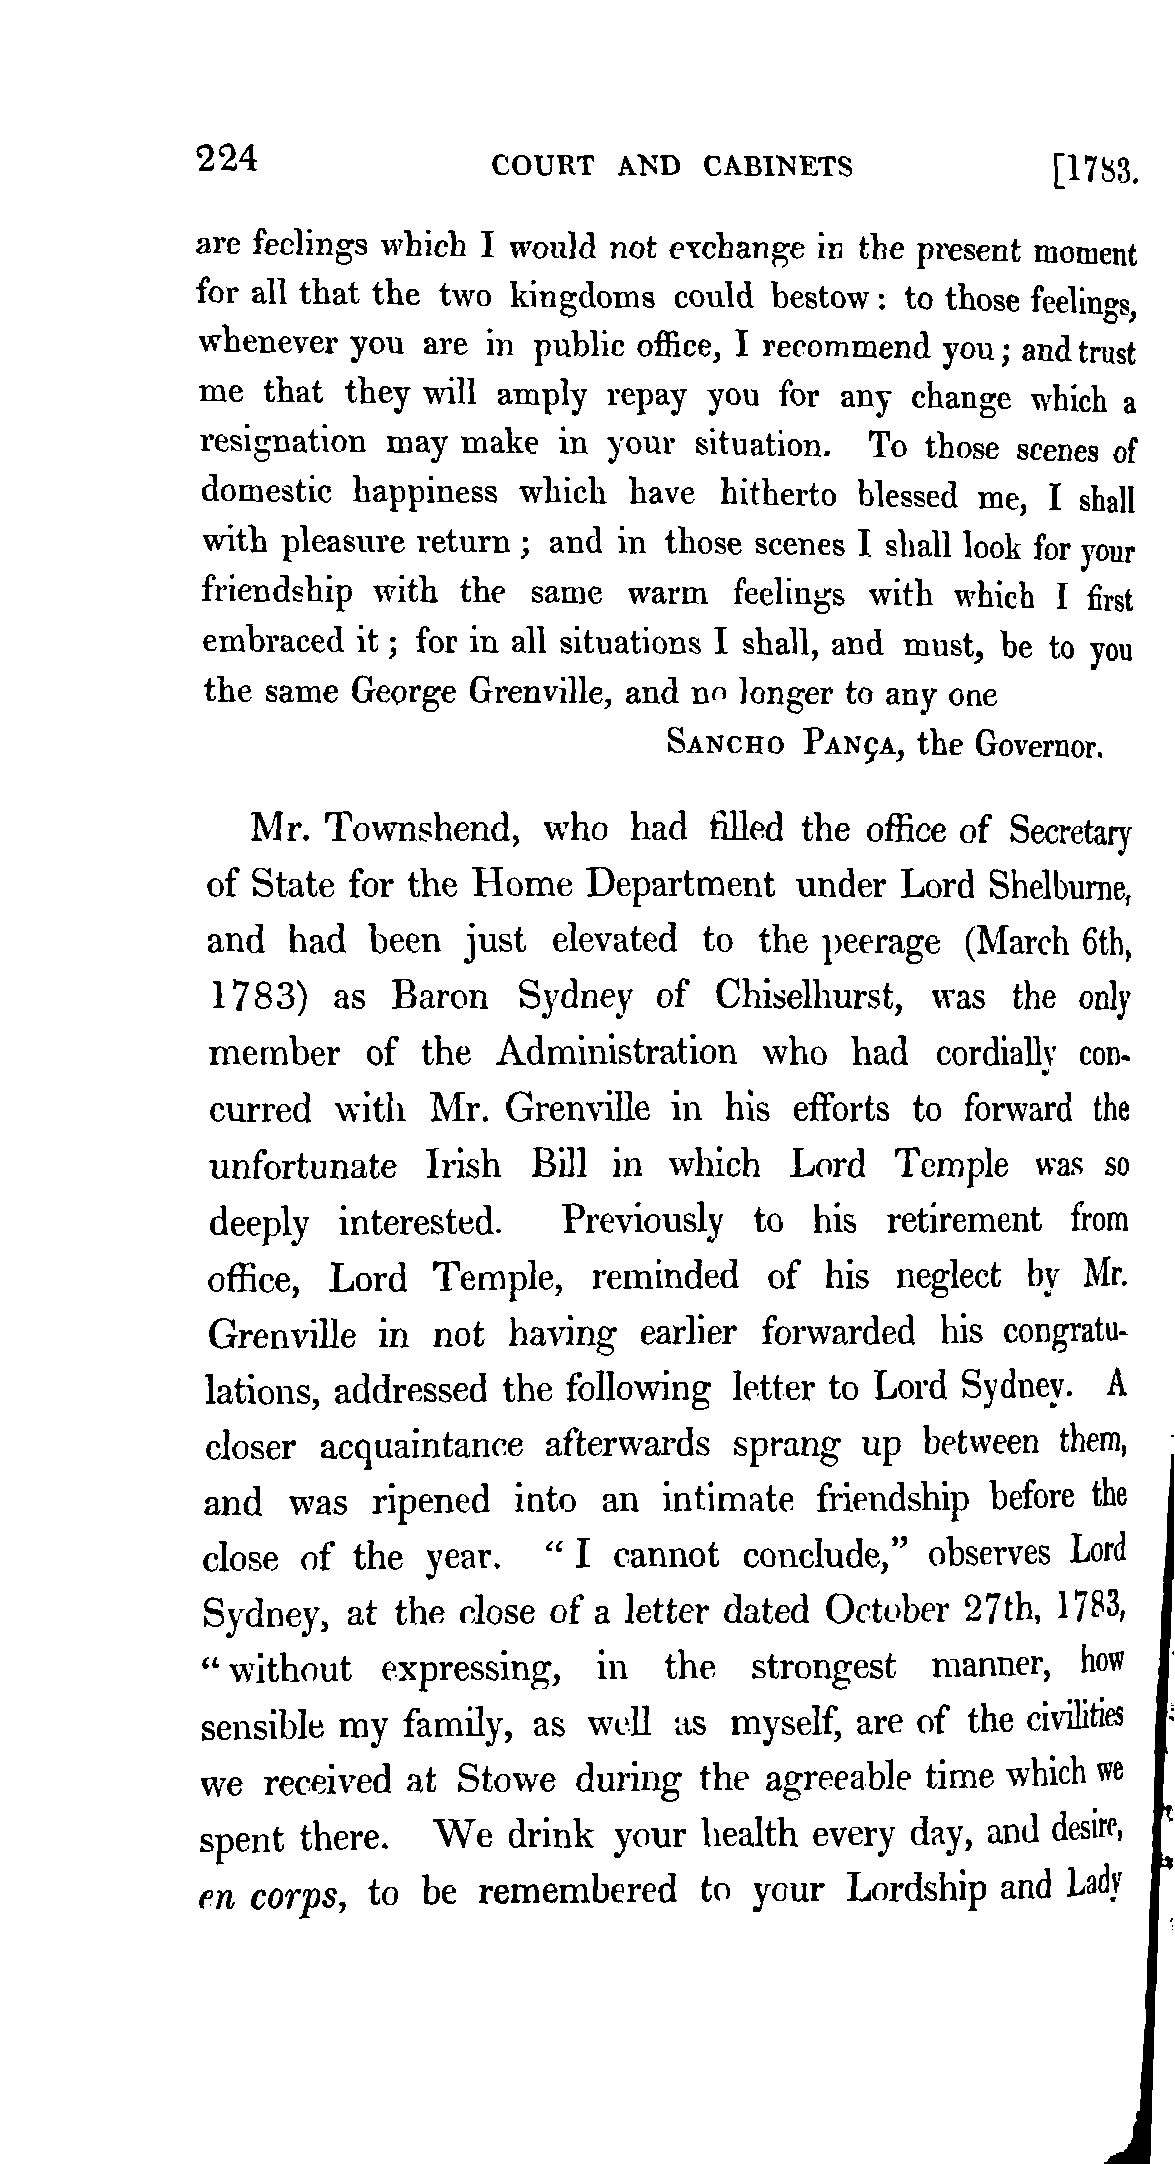 224 COURT AND CABINETS [1783.
are feelings which I would not exchange in the present moment
for all that the two kingdoms could bestow: to those feelings,
whenever you are in public office, I recommend you; and trust
me that they will amply repay you for any change which a
resignation may make in your situation. To those scenes of
domestic happiness which have hitherto blessed me, I shall
with pleasure return; and in those scenes I shall look for your
friendship with the same warm feelings with which I first
embraced it; for in all situations I shall, and must, be to you
the same George Grenville, and no longer to any one
SANCHO PANÇA, the Governor.
Mr. Townshend, who had filled the office of Secretary
of State for the Home Department under Lord Shelburne,
and had been just elevated to the peerage (March 6th,
1783) as Baron Sydney of Chiselhurst, was the only
member of the Administration who had cordially con-
curred with Mr. Grenville in his efforts to forward the
unfortunate Irish Bill in which Lord Temple was so
deeply interested. Previously to his retirement from
office, Lord Temple, reminded of his neglect by Mr.
Grenville in not having earlier forwarded his congratu-
lations, addressed the following letter to Lord Sydney. A
closer acquaintance afterwards sprang up between them,
and was ripened into an intimate friendship before the
close of the year. "I cannot conclude," observes Lord
Sydney, at the close of a letter dated October 27th, 1783,
"without expressing, in the strongest manner, how
sensible my family, as well as myself, are of the civilities
we received at Stowe during the agreeable time which we
spent there. We drink your health every day, and desire,
en corps, to be remembered to your Lordship and Lady